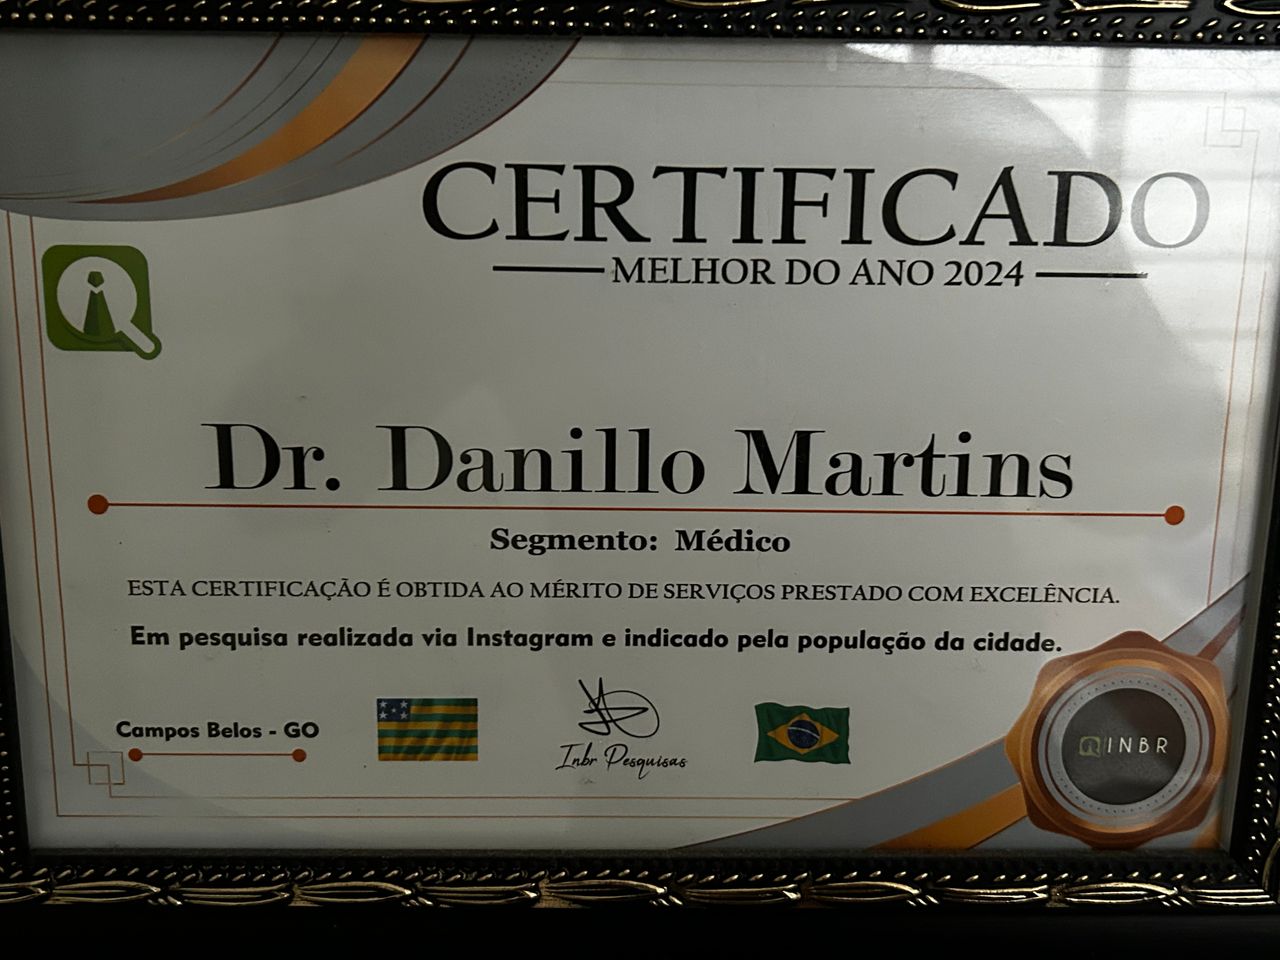 CERTIFICADO
MELHOR DO ANO 2024
Dr. Danillo Martins
Segmento: Médico
ESTA CERTIFICAÇÃO É OBTIDA AO MÉRITO DE SERVIÇOS PRESTADO COM EXCELÊNCIA.
Em pesquisa realizada via Instagram e indicado pela população da cidade.
Campos Belos - GO
Inbr Pesquisas
INBR